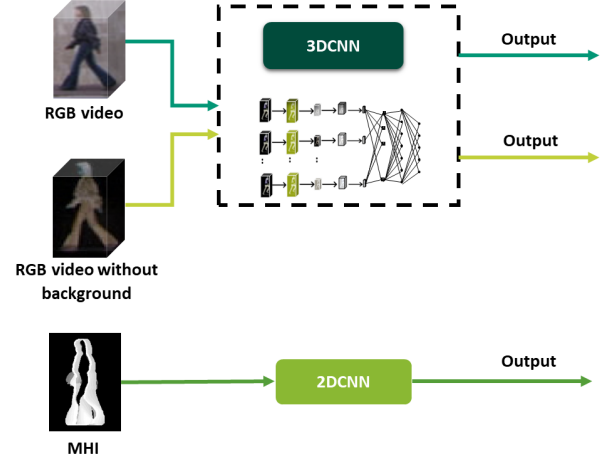 3DCNN
Output
RGB video
Output
RGB video without
background
2DCNN
Output
MHI